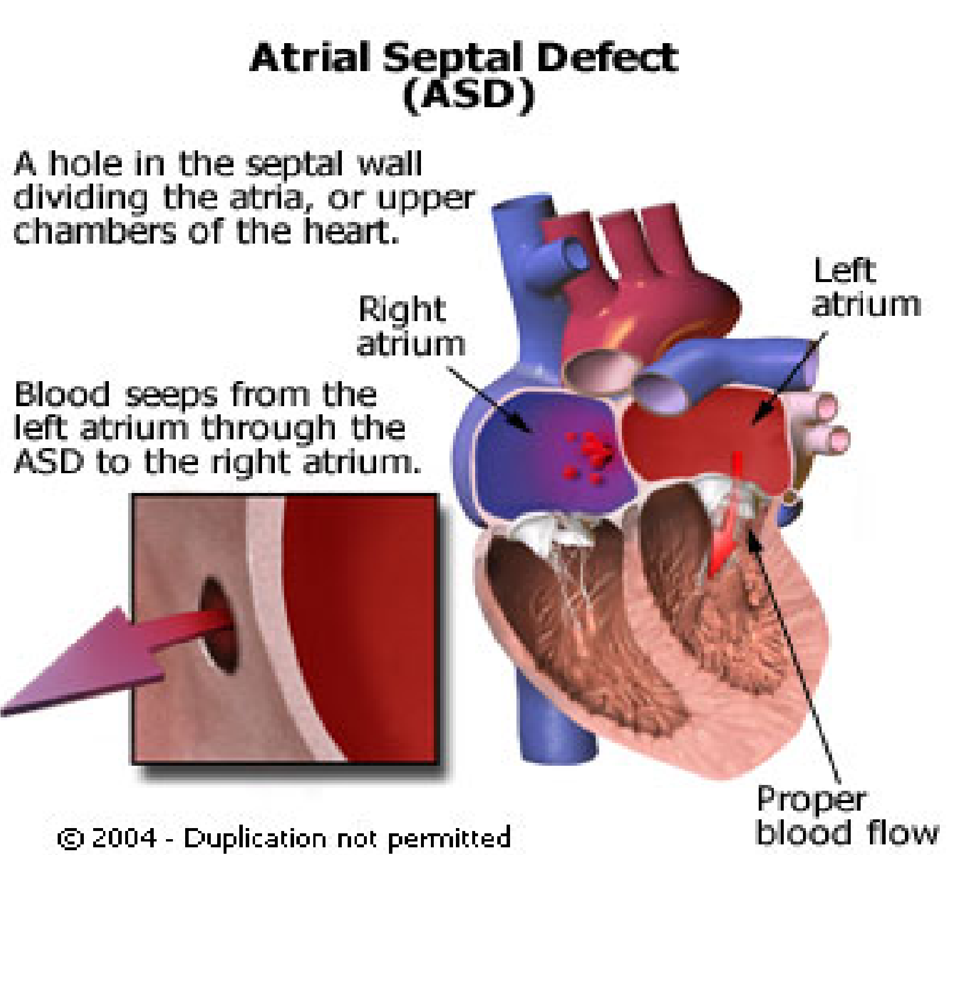 Atrial Septal Defect
(ASD)
A hole in the septal wall
dividing the atria, or upper
chambers of the heart.
Left
atrium
Right
atrium
Blood seeps from the
left atrium through the
ASD to the right atrium.
Proper
blood flow
© 2004 - Duplication not permitted